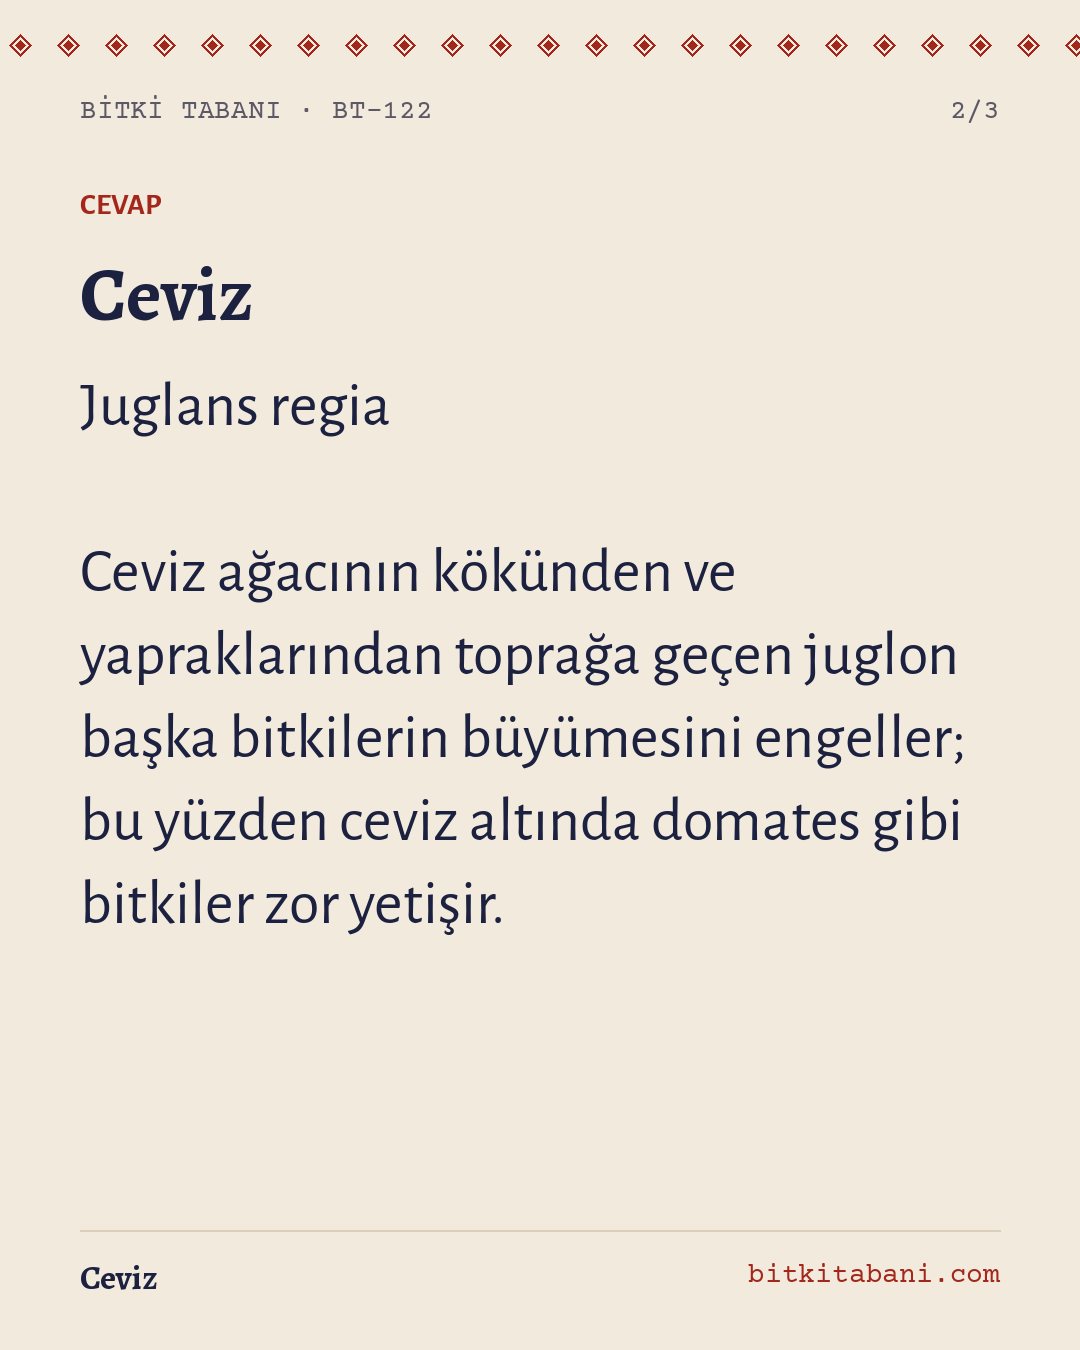 BİTKİ TABANI · BT-122
2/3
CEVAP
Ceviz
Juglans regia
Ceviz ağacının kökünden ve
yapraklarından toprağa geçen juglon
başka bitkilerin büyümesini engeller;
bu yüzden ceviz altında domates gibi
bitkiler zor yetişir.
Ceviz
bitkitabani.com